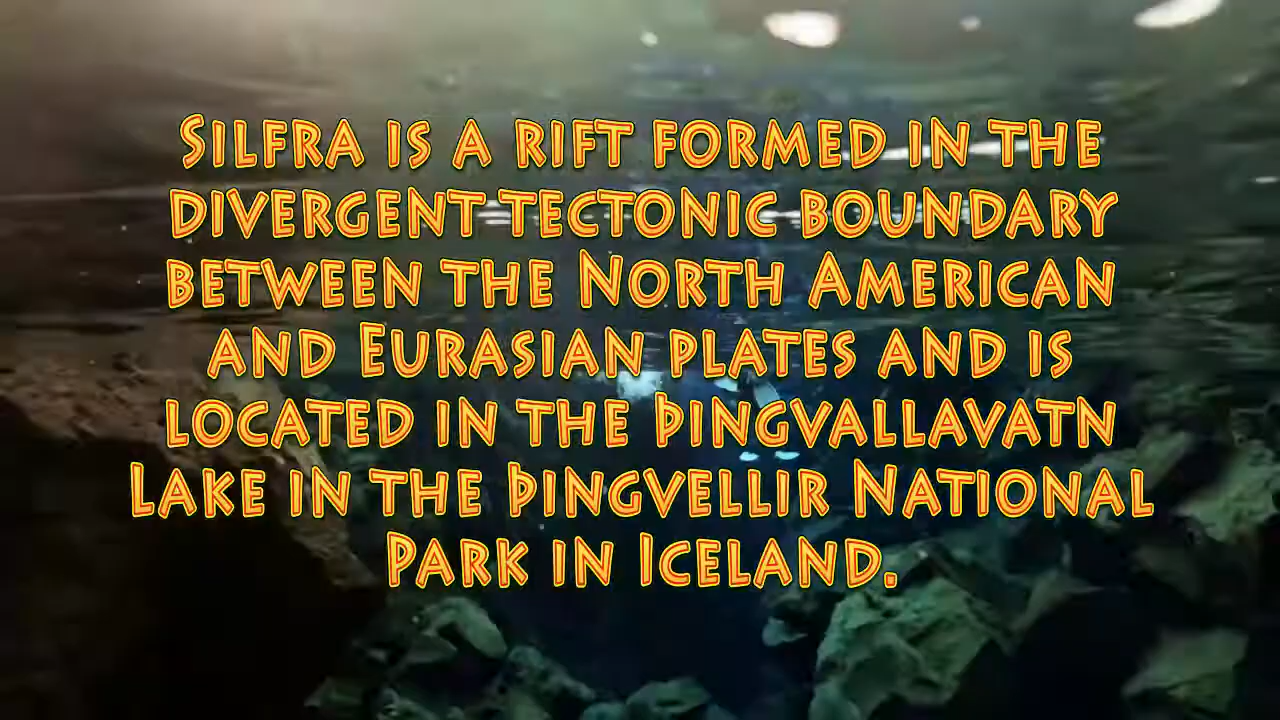 Silfra is a rift formed in the
divergent tectonic boundary
between the North American
and Eurasian plates and is
located in the Þingvallavatn
Lake in the Þingvellir National
Park in Iceland.